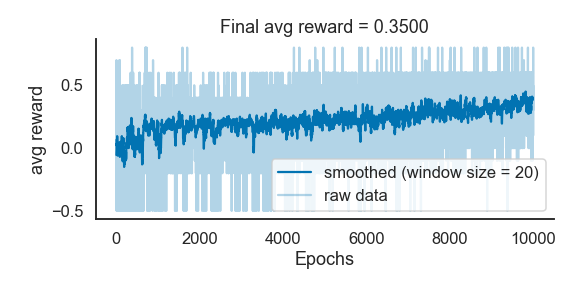 Final avg reward = 0.3500
avg reward
0.5
0.0
−0.5
smoothed (window size = 20)
raw data
0 2000 4000 6000 8000 10000
Epochs